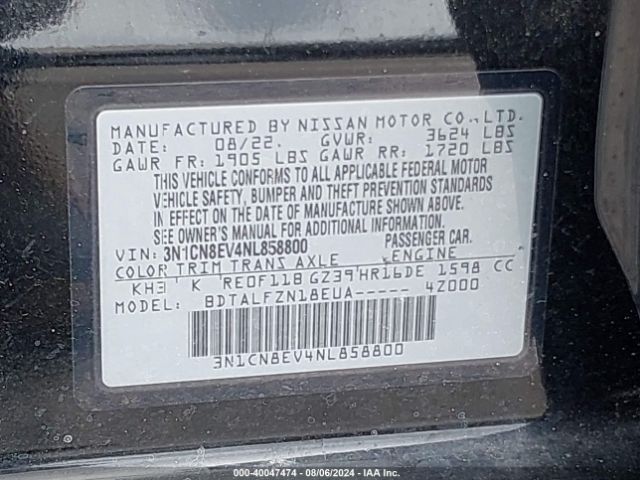 MANUFACTURED BY NISSAN MOTOR CO., LTD.
DATE: 08/22. GVWR: 3624 LBS
GAWR FR: 1905 LBS GAWR RR: 1720 LBS
THIS VEHICLE CONFORMS TO ALL APPLICABLE FEDERAL MOTOR
VEHICLE SAFETY, BUMPER AND THEFT PREVENTION STANDARDS
IN EFFECT ON THE DATE OF MANUFACTURE SHOWN ABOVE.
SEE OWNER'S MANUAL FOR ADDITIONAL INFORMATION.
VIN: 3N1CN8EV4NL858800 PASSENGER CAR.
COLOR TRIM TRANS AXLE ENGINE
KH3 K RE0F11B GZ39 HR16DE 1598 CC
MODEL: BDTALFZN18EUA----- 4Z000
3N1CN8EV4NL858800
000-40047474 08/06/2024 IAA Inc.